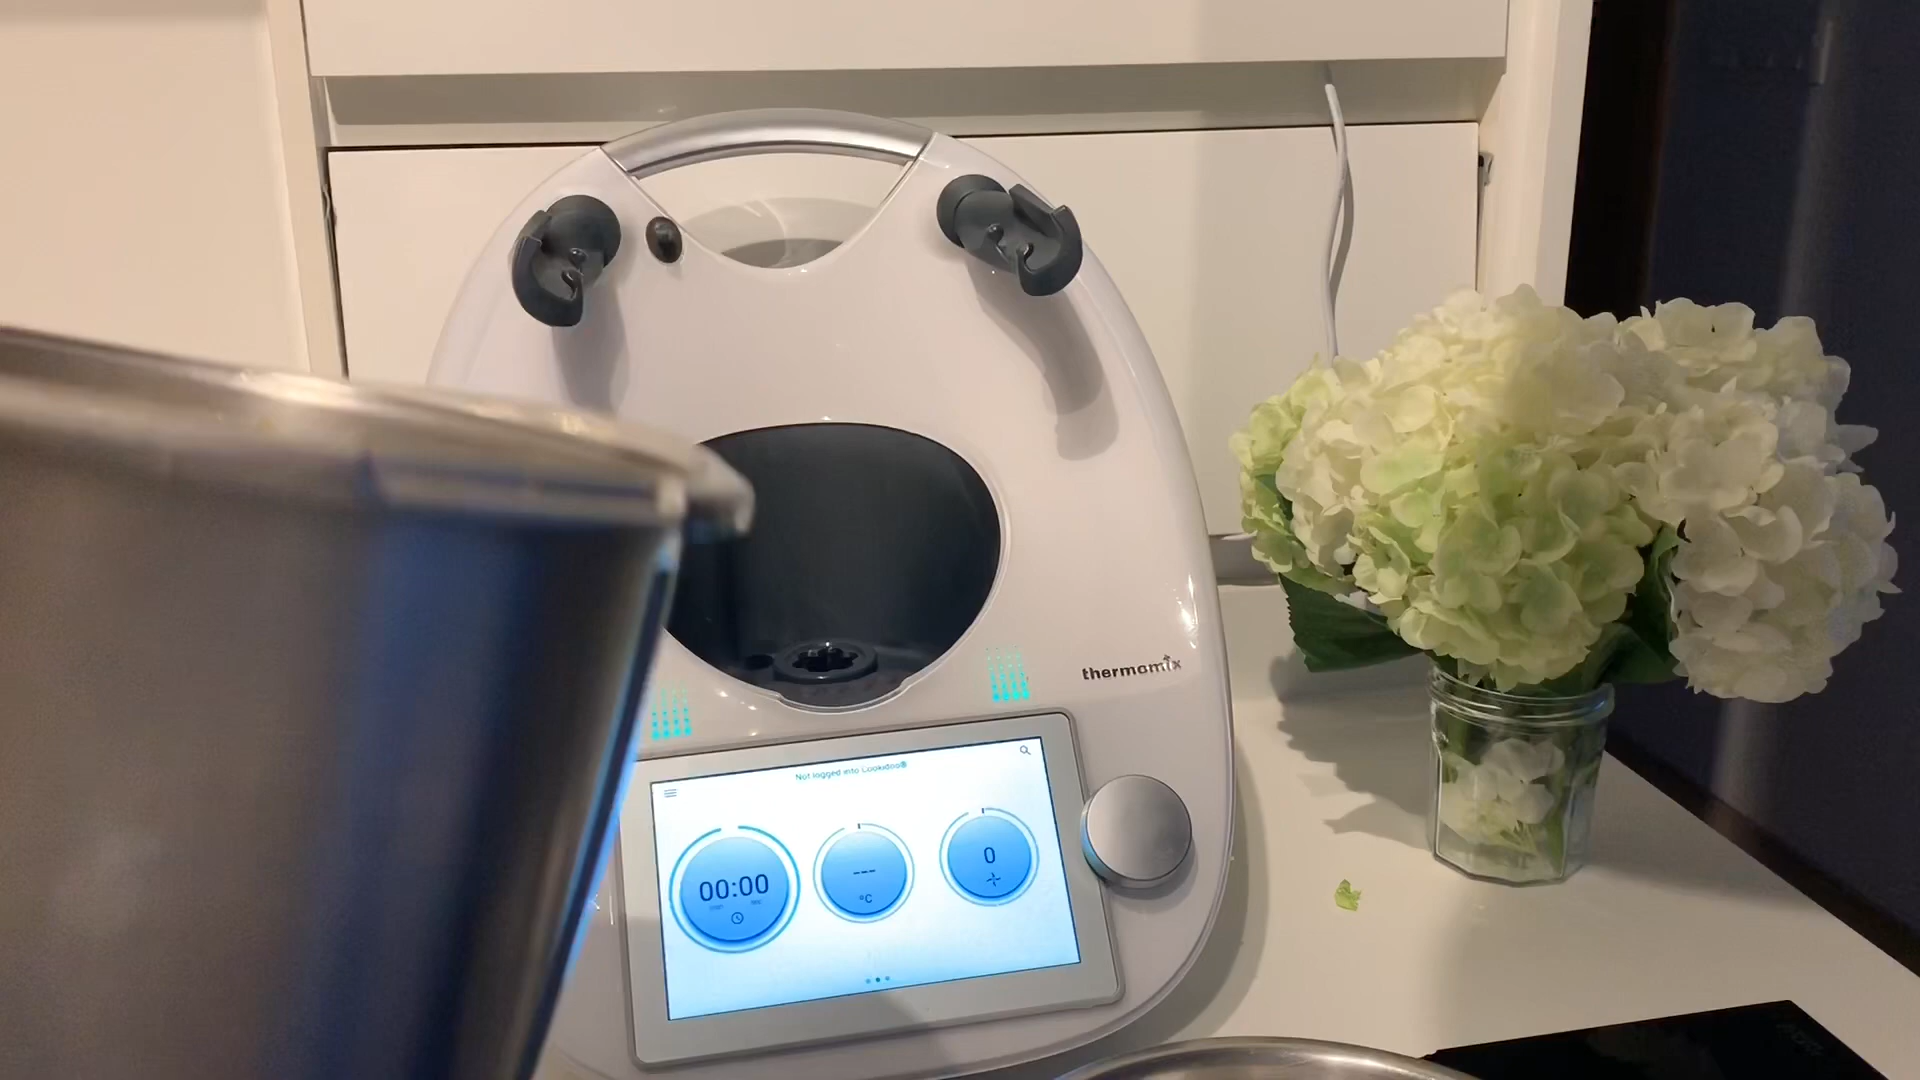 thermomix
Not logged into Cookidoo®
00:00
---
°C
0